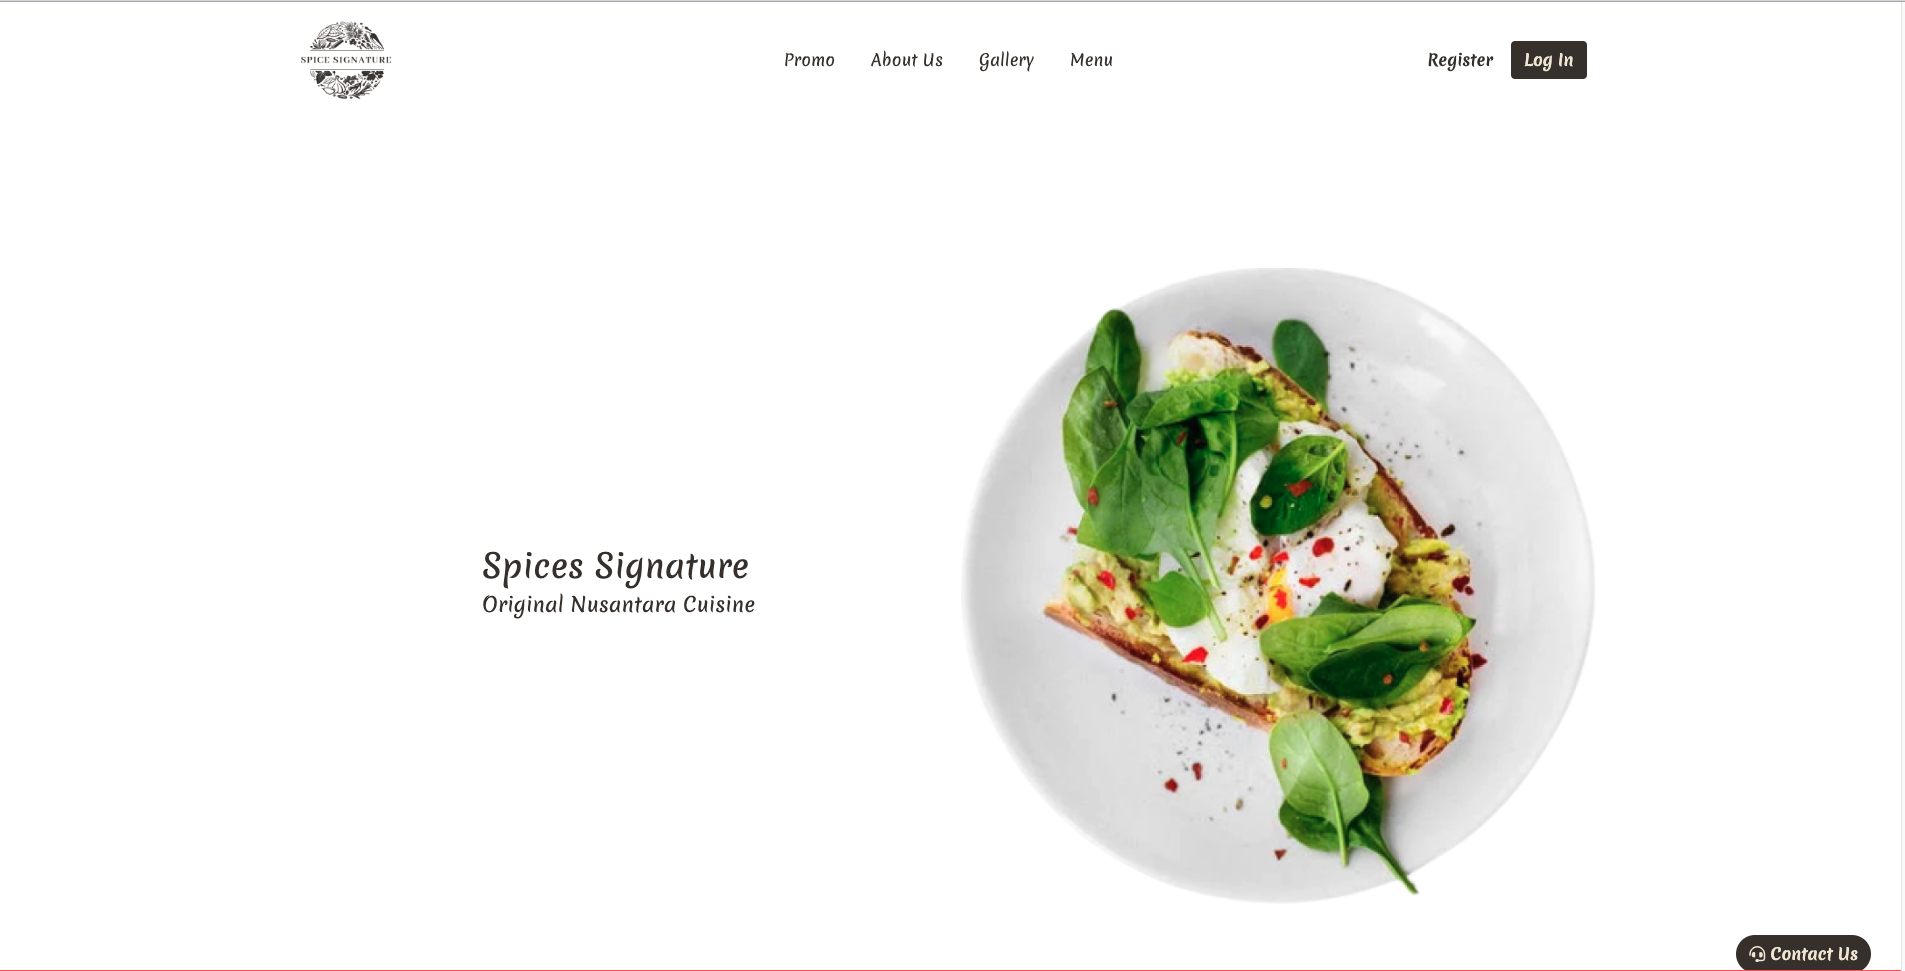 SPICE SIGNATURE
Promo About Us Gallery Menu
Register Log In
Spices Signature
Original Nusantara Cuisine
Contact Us